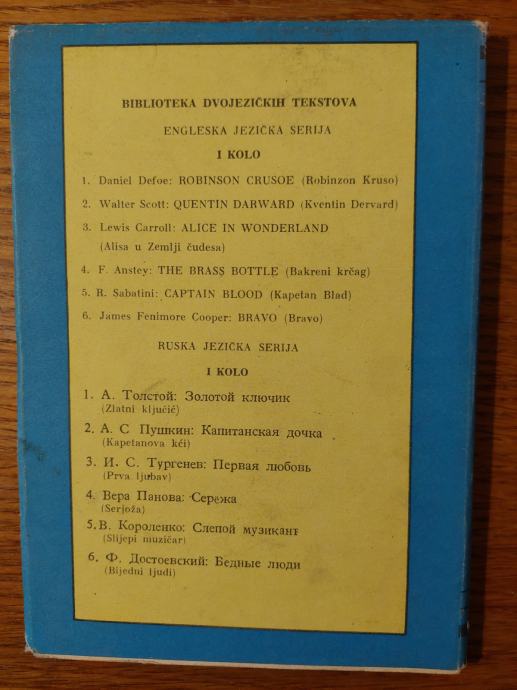 BIBLIOTEKA DVOJEZIČKIH TEKSTOVA
ENGLESKA JEZIČKA SERIJA
I KOLO
1. Daniel Defoe: ROBINSON CRUSOE (Robinzon Kruso)
2. Walter Scott: QUENTIN DARWARD (Kventin Dervard)
3. Lewis Carroll: ALICE IN WONDERLAND
(Alisa u Zemlji čudesa)
4. F. Anstey: THE BRASS BOTTLE (Bakreni krčag)
5. R. Sabatini: CAPTAIN BLOOD (Kapetan Blad)
6. James Fenimore Cooper: BRAVO (Bravo)
RUSKA JEZIČKA SERIJA
I KOLO
1. А. Толстой: Золотой ключик
(Zlatni ključić)
2. А. С Пушкин: Капитанская дочка
(Kapetanova kći)
3. И. С. Тургенев: Первая любовь
(Prva ljubav)
4. Вера Панова: Сережа
(Serjoža)
5. В. Короленко: Слепой музикант
(Slijepi muzičar)
6. Ф. Достоевский: Бедные люди
(Bijedni ljudi)